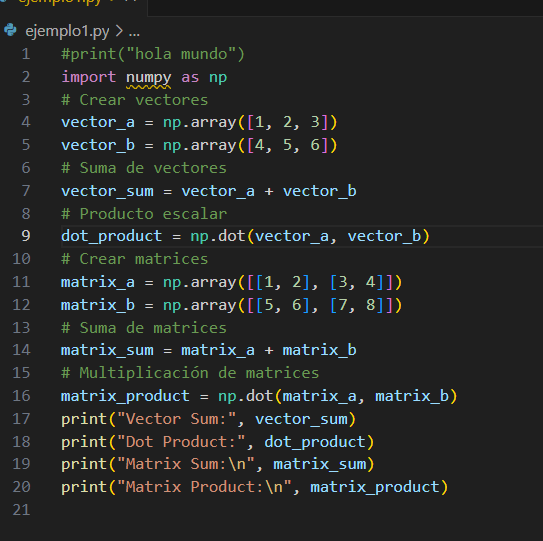 ejemplo1.py > ...
1 #print("hola mundo")
2 import numpy as np
3 # Crear vectores
4 vector_a = np.array([1, 2, 3])
5 vector_b = np.array([4, 5, 6])
6 # Suma de vectores
7 vector_sum = vector_a + vector_b
8 # Producto escalar
9 dot_product = np.dot(vector_a, vector_b)
10 # Crear matrices
11 matrix_a = np.array([[1, 2], [3, 4]])
12 matrix_b = np.array([[5, 6], [7, 8]])
13 # Suma de matrices
14 matrix_sum = matrix_a + matrix_b
15 # Multiplicación de matrices
16 matrix_product = np.dot(matrix_a, matrix_b)
17 print("Vector Sum:", vector_sum)
18 print("Dot Product:", dot_product)
19 print("Matrix Sum:\n", matrix_sum)
20 print("Matrix Product:\n", matrix_product)
21